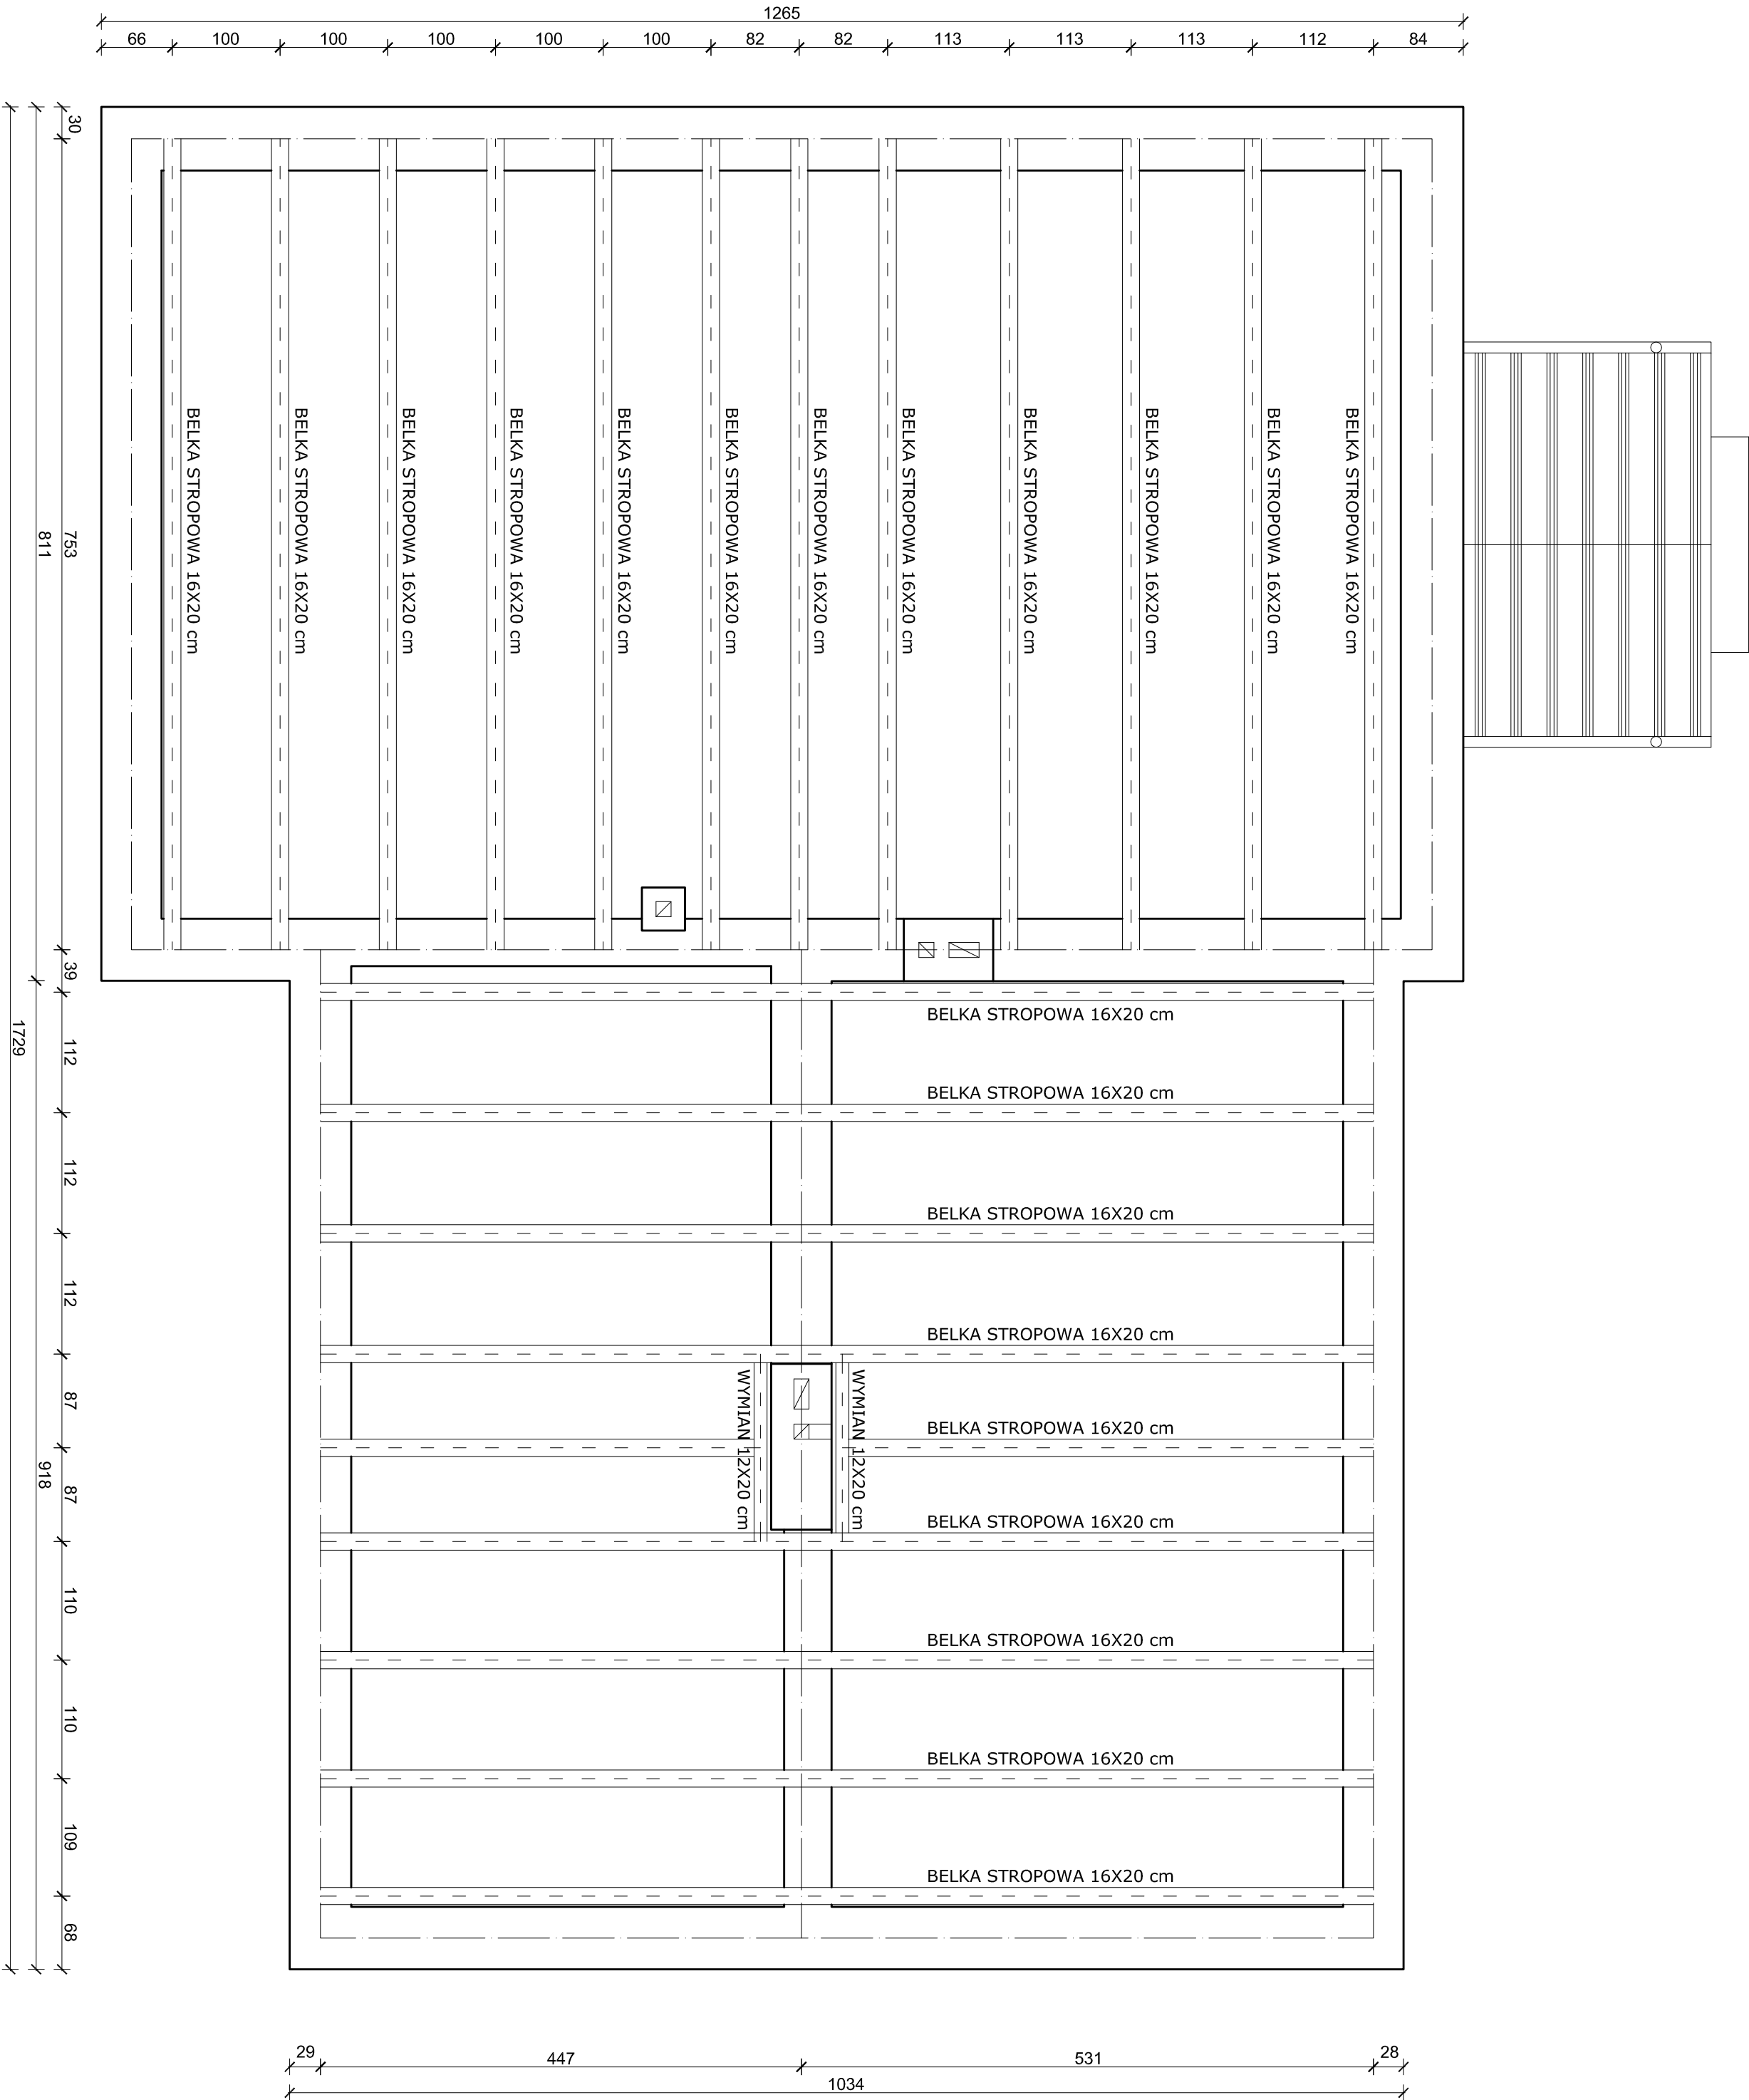 1265
66 100 100 100 100 100 82 82 113 113 113 112 84
30
753
811
BELKA STROPOWA 16X20 cm
BELKA STROPOWA 16X20 cm
BELKA STROPOWA 16X20 cm
BELKA STROPOWA 16X20 cm
BELKA STROPOWA 16X20 cm
BELKA STROPOWA 16X20 cm
BELKA STROPOWA 16X20 cm
BELKA STROPOWA 16X20 cm
BELKA STROPOWA 16X20 cm
BELKA STROPOWA 16X20 cm
BELKA STROPOWA 16X20 cm
BELKA STROPOWA 16X20 cm
39
BELKA STROPOWA 16X20 cm
1729
112
BELKA STROPOWA 16X20 cm
112
BELKA STROPOWA 16X20 cm
112
BELKA STROPOWA 16X20 cm
87
WYMIAN 12X20 cm
WYMIAN 12X20 cm
BELKA STROPOWA 16X20 cm
918
87
BELKA STROPOWA 16X20 cm
110
BELKA STROPOWA 16X20 cm
110
BELKA STROPOWA 16X20 cm
109
BELKA STROPOWA 16X20 cm
68
29 447 531 28
1034